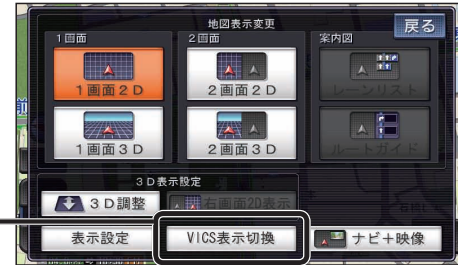 地図表示変更
戻る
1画面
2画面
案内図
1画面2D
2画面2D
レーンリスト
1画面3D
2画面3D
ルートガイド
3D表示設定
3D調整
右画面2D表示
表示設定
VICS表示切換
ナビ+映像